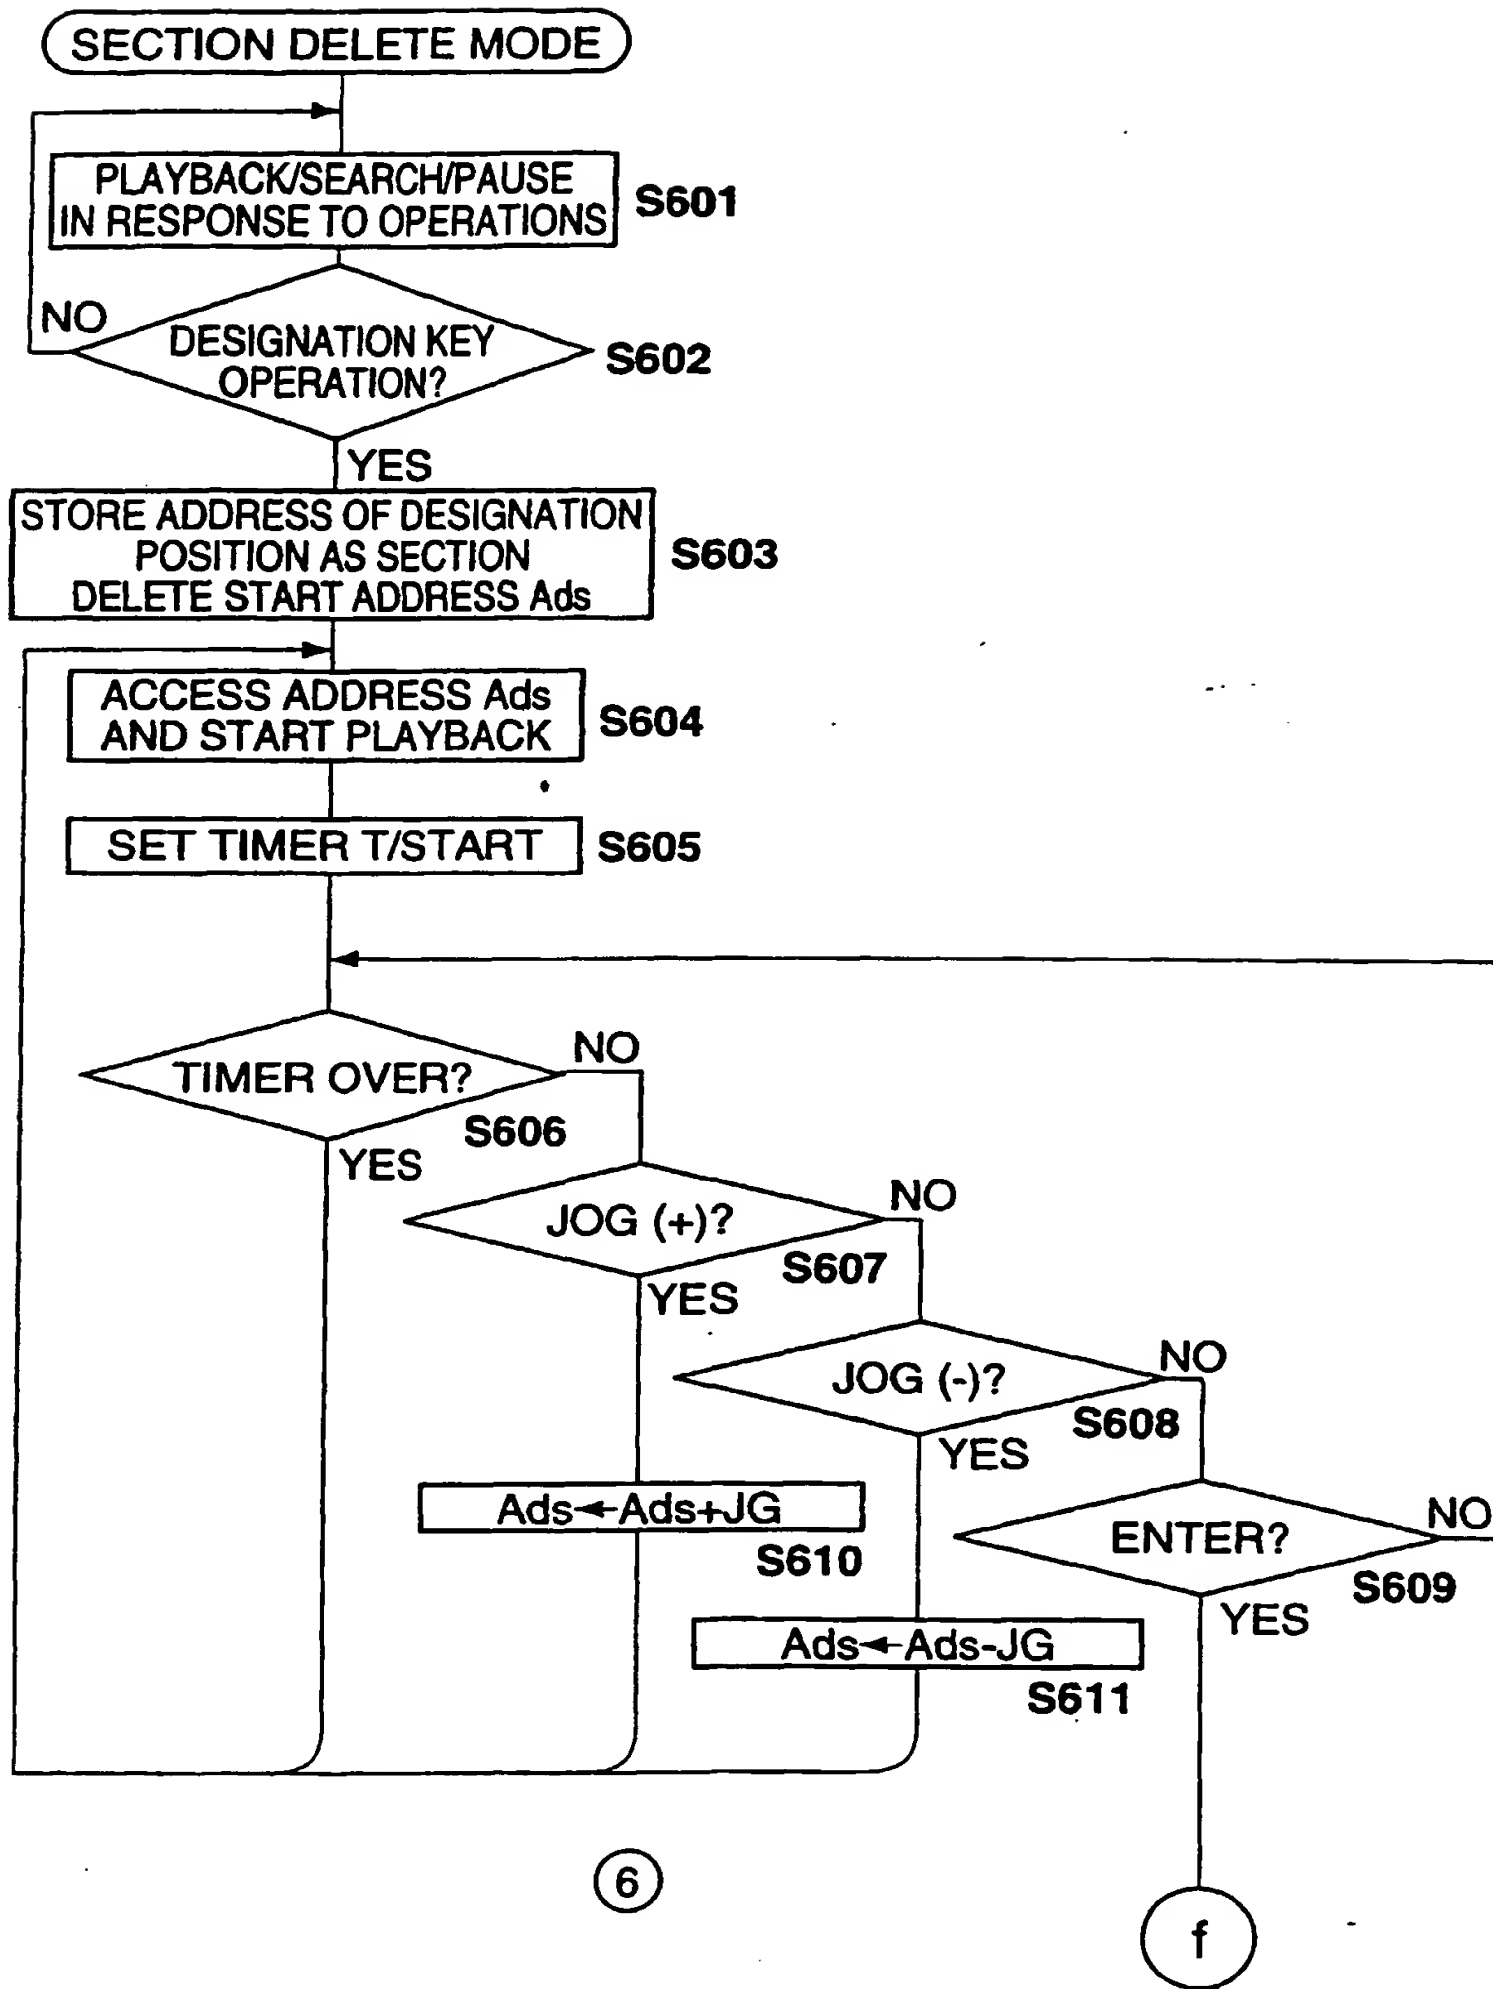 SECTION DELETE MODE
PLAYBACK/SEARCH/PAUSE
IN RESPONSE TO OPERATIONS
S601
NO
DESIGNATION KEY
OPERATION?
S602
YES
STORE ADDRESS OF DESIGNATION
POSITION AS SECTION
DELETE START ADDRESS Ads
S603
ACCESS ADDRESS Ads
AND START PLAYBACK
S604
SET TIMER T/START
S605
TIMER OVER?
NO
S606
YES
JOG (+)?
NO
S607
YES
JOG (-)?
NO
S608
YES
Ads←Ads+JG
S610
ENTER?
NO
S609
YES
Ads←Ads-JG
S611
6
f